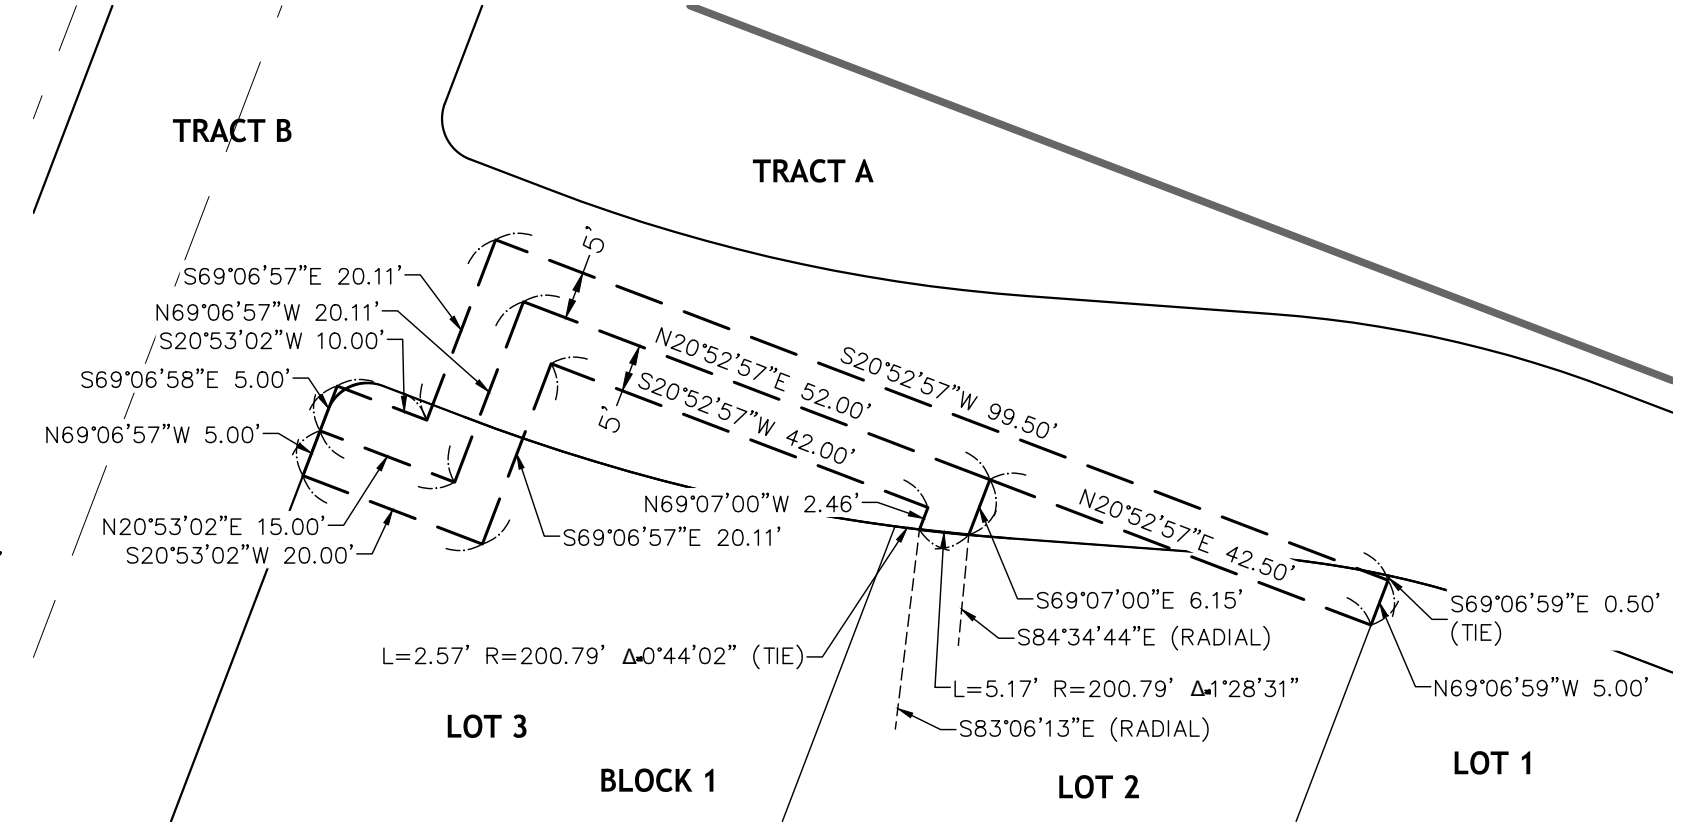 TRACT B
TRACT A
5'
S69°06'57"E 20.11'
N69°06'57"W 20.11'
S20°53'02"W 10.00'
S69°06'58"E 5.00'
N69°06'57"W 5.00'
N20°53'02"E 15.00'
S20°53'02"W 20.00'
S20°52'57"W 99.50'
N20°52'57"E 52.00'
S20°52'57"W 42.00'
5'
N69°07'00"W 2.46'
S69°06'57"E 20.11'
N20°52'57"E 42.50'
S69°07'00"E 6.15'
S84°34'44"E (RADIAL)
S69°06'59"E 0.50'
(TIE)
L=2.57' R=200.79' Δ=0°44'02" (TIE)
L=5.17' R=200.79' Δ=1°28'31"
N69°06'59"W 5.00'
S83°06'13"E (RADIAL)
LOT 3
BLOCK 1
LOT 2
LOT 1